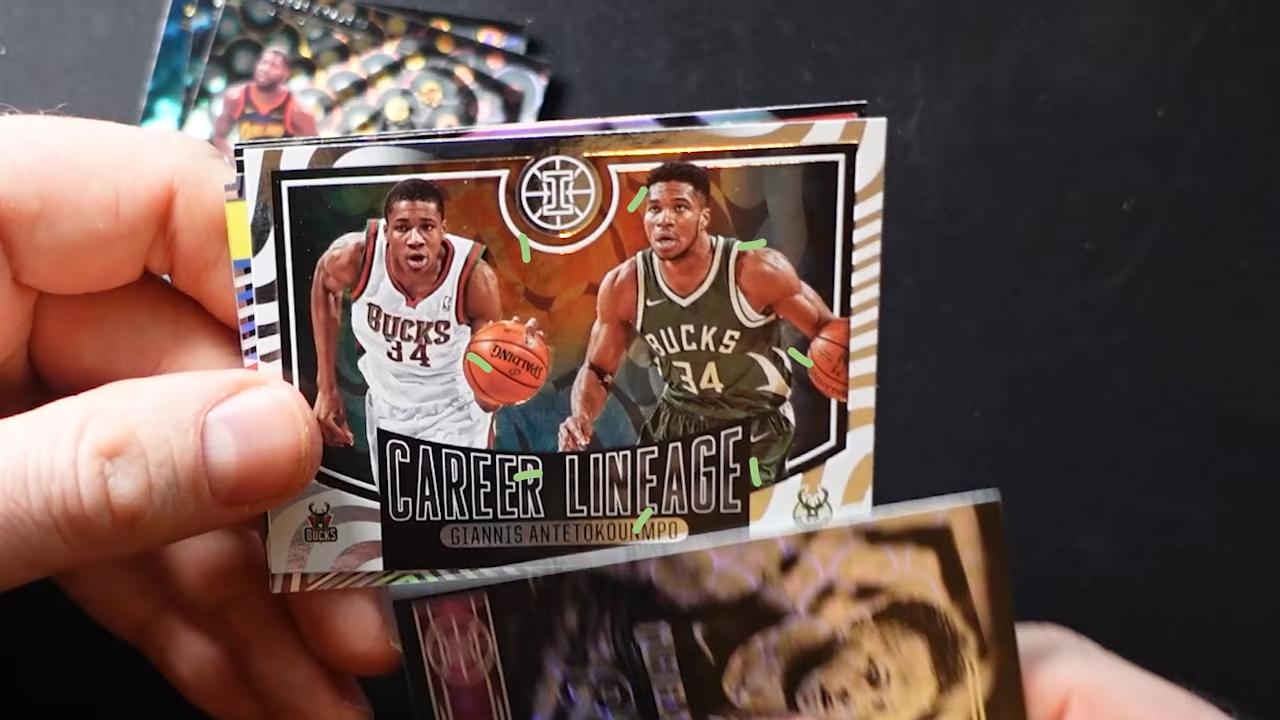 BUCKS
34
SPALDING
BUCKS
34
CAREER LINEAGE
GIANNIS ANTETOKOUNMPO
BUCKS